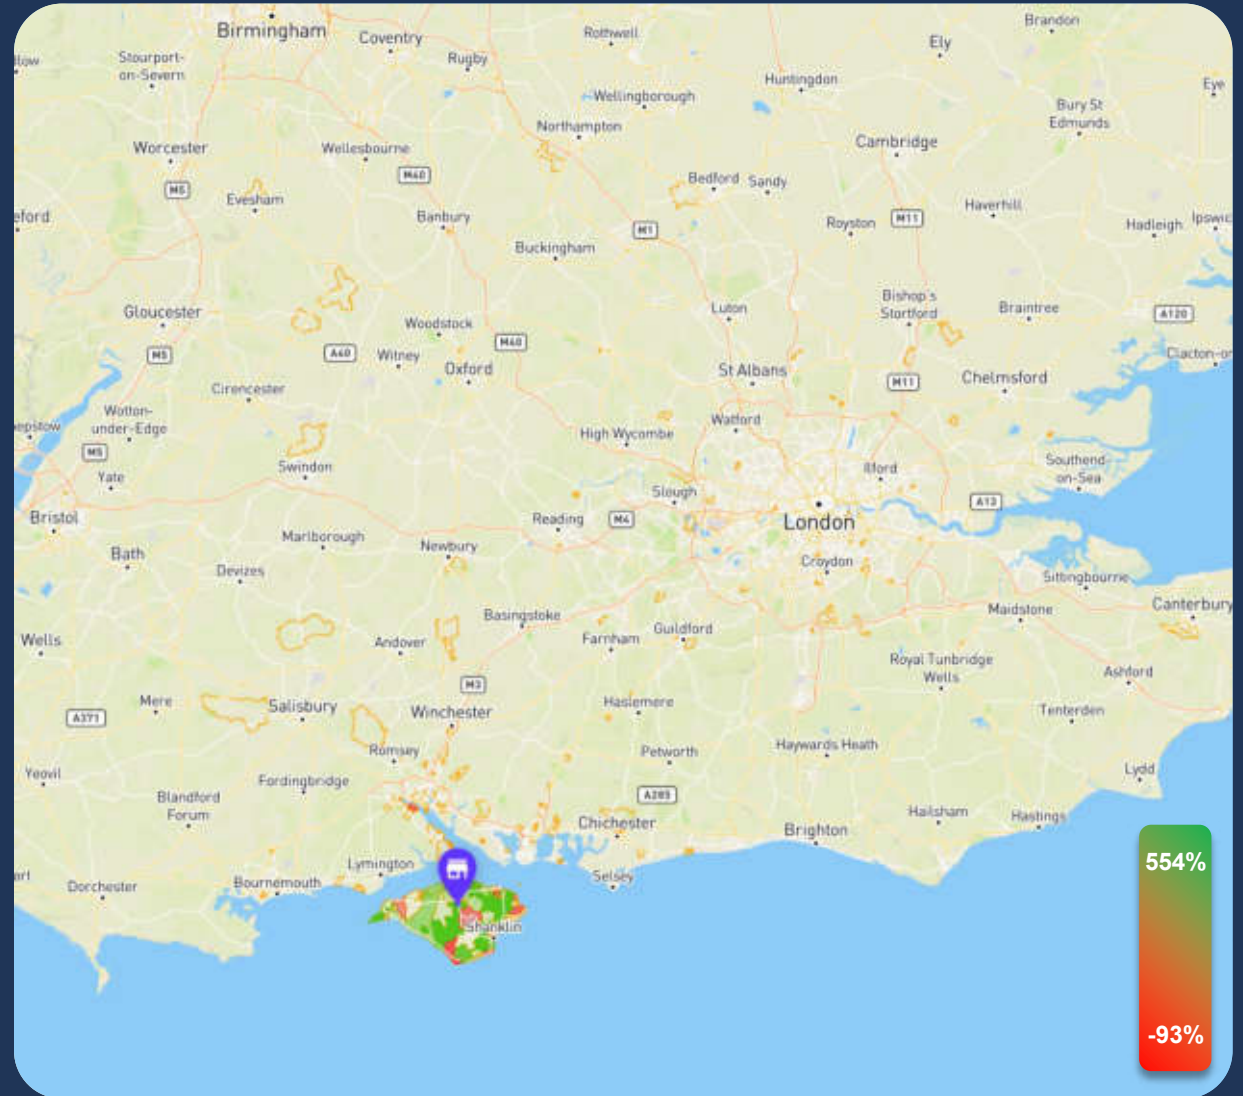 Birmingham
Coventry
Rothwell
Brandon
Ely
llow
Stourport-
on-Severn
Rugby
Huntingdon
Eye
Wellingborough
Bury St
Edmunds
Northampton
Worcester
Wellesbourne
Cambridge
M5
M40
Bedford
Sandy
Evesham
Haverhill
eford
Banbury
Royston
M11
Hadleigh
Ipswic
M1
Buckingham
Gloucester
Luton
Bishop's
Stortford
Braintree
A120
Woodstock
M40
M5
A40
Witney
Oxford
St Albans
Clacton-on
M11
Chelmsford
Cirencester
Wotton-
under-Edge
epstow
Watford
High Wycombe
M5
Yate
Swindon
Ilford
Southend-
on-Sea
Slough
A13
Bristol
Reading
M4
London
Marlborough
Newbury
Bath
Devizes
Croydon
Sittingbourne
Basingstoke
Maidstone
Canterbury
Wells
Andover
Farnham
Guildford
Royal Tunbridge
Wells
Ashford
M3
Mere
Salisbury
Winchester
Haslemere
Tenterden
A371
Romsey
Petworth
Haywards Heath
Yeovil
Fordingbridge
Lydd
Blandford
Forum
A285
Chichester
Brighton
Hailsham
Hastings
Lymington
554%
Dorchester
Bournemouth
Selsey
Shanklin
-93%